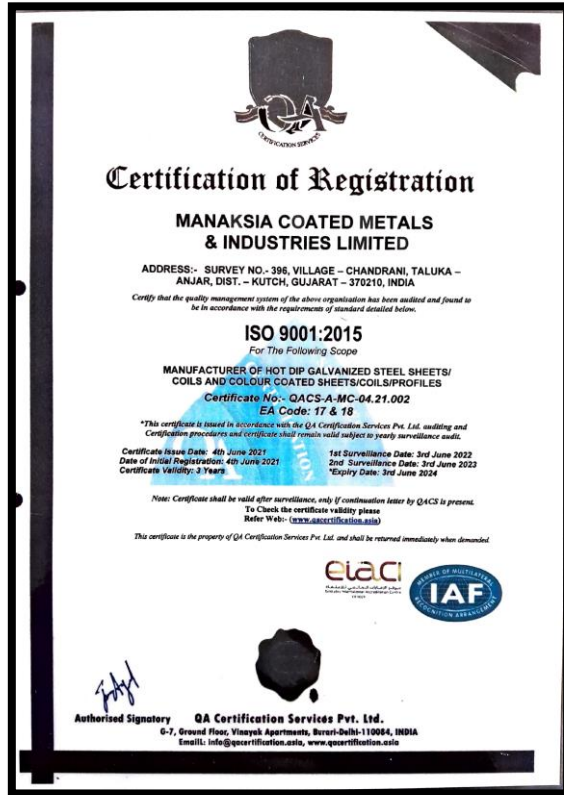 QA
CERTIFICATION SERVICES
Certification of Registration
MANAKSIA COATED METALS
& INDUSTRIES LIMITED
ADDRESS:- SURVEY NO.- 396, VILLAGE – CHANDRANI, TALUKA –
ANJAR, DIST. – KUTCH, GUJARAT – 370210, INDIA
Certify that the quality management system of the above organisation has been audited and found to
be in accordance with the requirements of standard detailed below.
ISO 9001:2015
For The Following Scope
MANUFACTURER OF HOT DIP GALVANIZED STEEL SHEETS/
COILS AND COLOUR COATED SHEETS/COILS/PROFILES
Certificate No:- QACS-A-MC-04.21.002
EA Code: 17 & 18
*This certificate is issued in accordance with the QA Certification Services Pvt. Ltd. auditing and
Certification procedures and certificate shall remain valid subject to yearly surveillance audit.
Certificate Issue Date: 4th June 2021 1st Surveillance Date: 3rd June 2022
Date of Initial Registration: 4th June 2021 2nd Surveillance Date: 3rd June 2023
Certificate Validity: 3 Years *Expiry Date: 3rd June 2024
Note: Certificate shall be valid after surveillance, only if continuation letter by QACS is present.
To Check the certificate validity please
Refer Web:- (www.qacertification.asia)
This certificate is the property of QA Certification Services Pvt. Ltd. and shall be returned immediately when demanded
eiaci
MEMBER OF MULTILATERAL
IAF
RECOGNITION ARRANGEMENT
Authorised Signatory QA Certification Services Pvt. Ltd.
G-7, Ground Floor, Vinayak Apartments, Burari-Delhi-110084, INDIA
EmailL: info@qacertification.asia, www.qacertification.asia